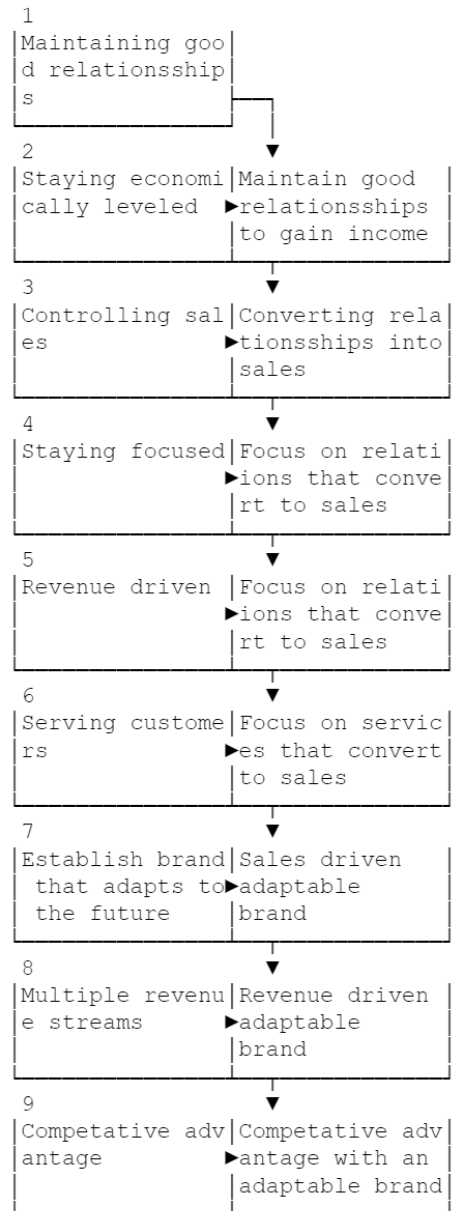 1
Maintaining goo
d relationsship
s
2
Staying economi Maintain good
cally leveled ►relationsships
to gain income
3
Controlling sal Converting rela
es ►tionsships into
sales
4
Staying focused Focus on relati
►ions that conve
rt to sales
5
Revenue driven Focus on relati
►ions that conve
rt to sales
6
Serving custome Focus on servic
rs ►es that convert
to sales
7
Establish brand Sales driven
that adapts to ►adaptable
the future brand
8
Multiple revenu Revenue driven
e streams ►adaptable
brand
9
Competative adv Competative adv
antage ►antage with an
adaptable brand